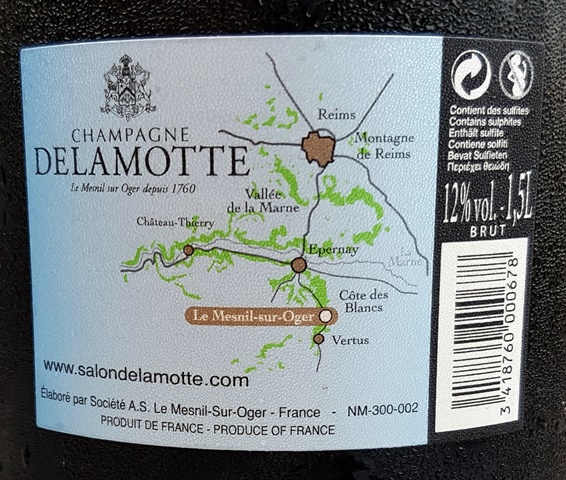 CHAMPAGNE
DELAMOTTE
Le Mesnil sur Oger depuis 1760
Reims
Montagne
de Reims
Vallée
de la Marne
Château-Thierry
Epernay
La
Marne
Côte des
Blancs
Le Mesnil-sur-Oger
Vertus
www.salondelamotte.com
Élaboré par Société A.S. Le Mesnil-Sur-Oger - France - NM-300-002
PRODUIT DE FRANCE - PRODUCE OF FRANCE
Contient des sulfites
Contains sulphites
Enthält sulfite
Contiene solfiti
Bevat Sulfieten
Περιέχει θειώδη
12% vol. - 1,5L
BRUT
3 418760 000678